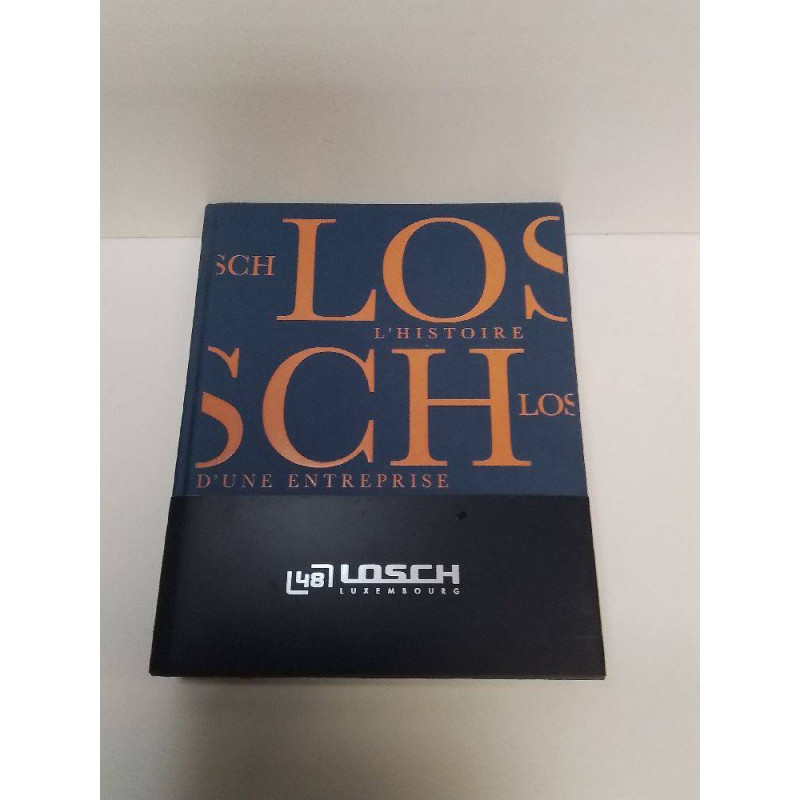 SCH LOS
L'HISTOIRE
SCH LOS
D'UNE ENTREPRISE
48 LOSCH
LUXEMBOURG